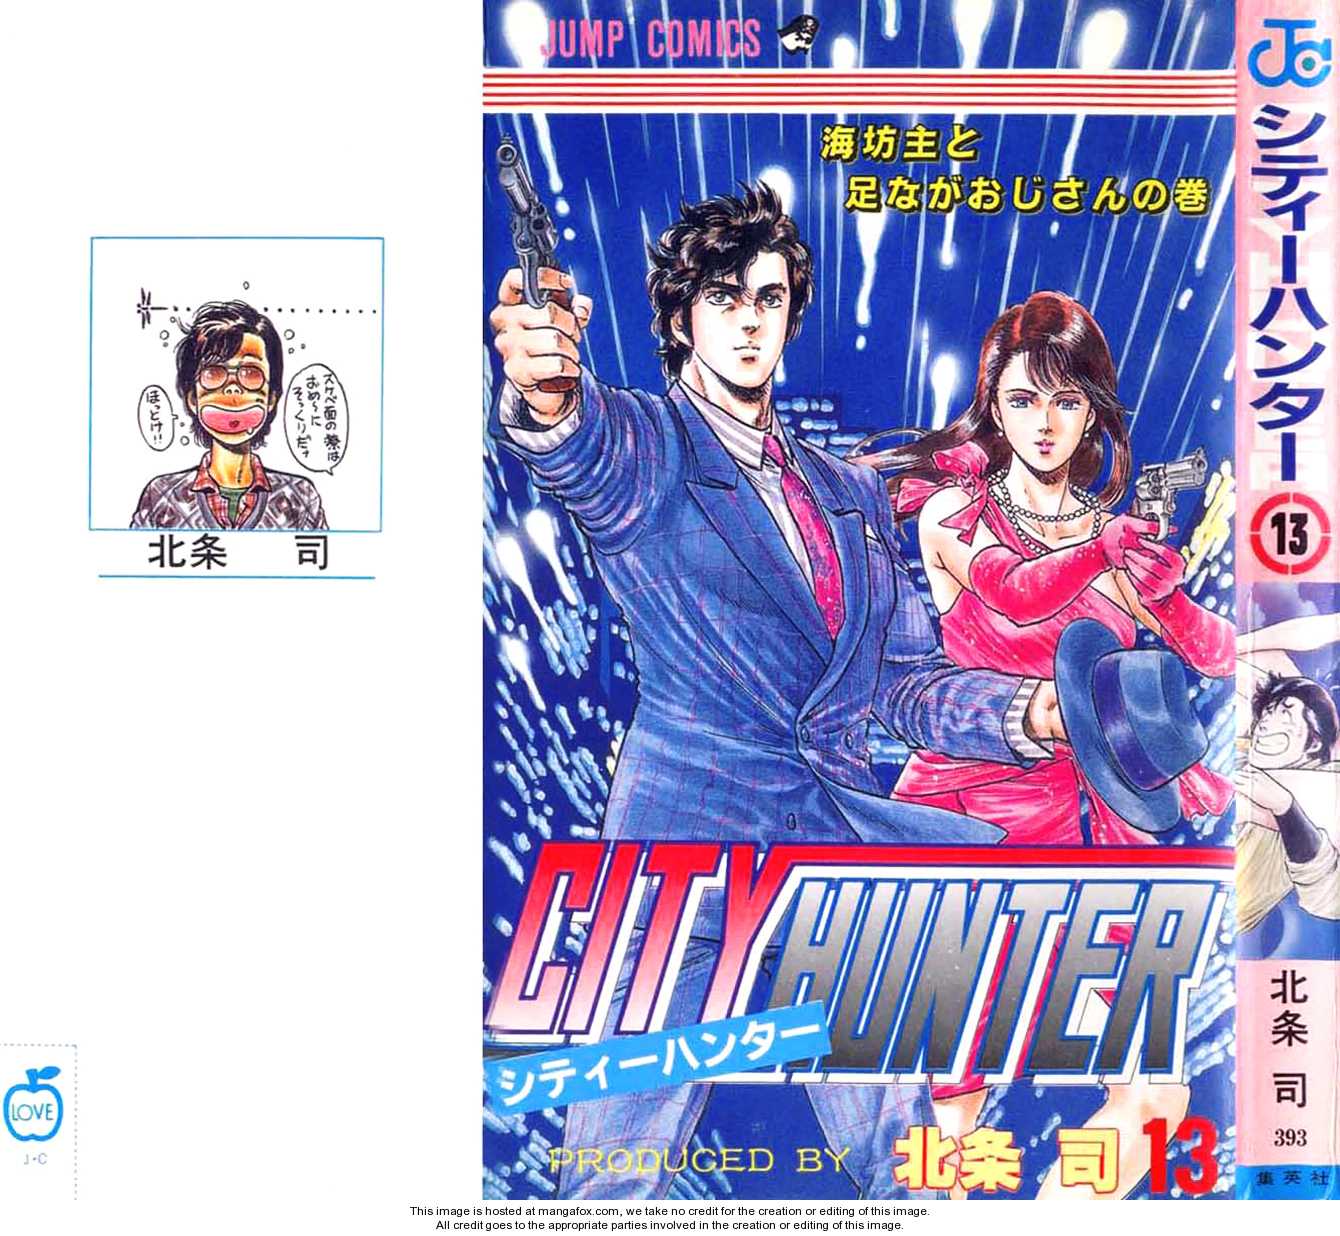 JUMP COMICS
海坊主と
足ながおじさんの巻
CITY HUNTER
シティーハンター
PRODUCED BY 北条 司 13
シティーハンター
13
北条 司
393
集英社
スケベ面の獠は
おめ〜に
そっくりだァ
ほっとけ!!
北条 司
LOVE
J・C
This image is hosted at mangafox.com, we take no credit for the creation or editing of this image.
All credit goes to the appropriate parties involved in the creation or editing of this image.